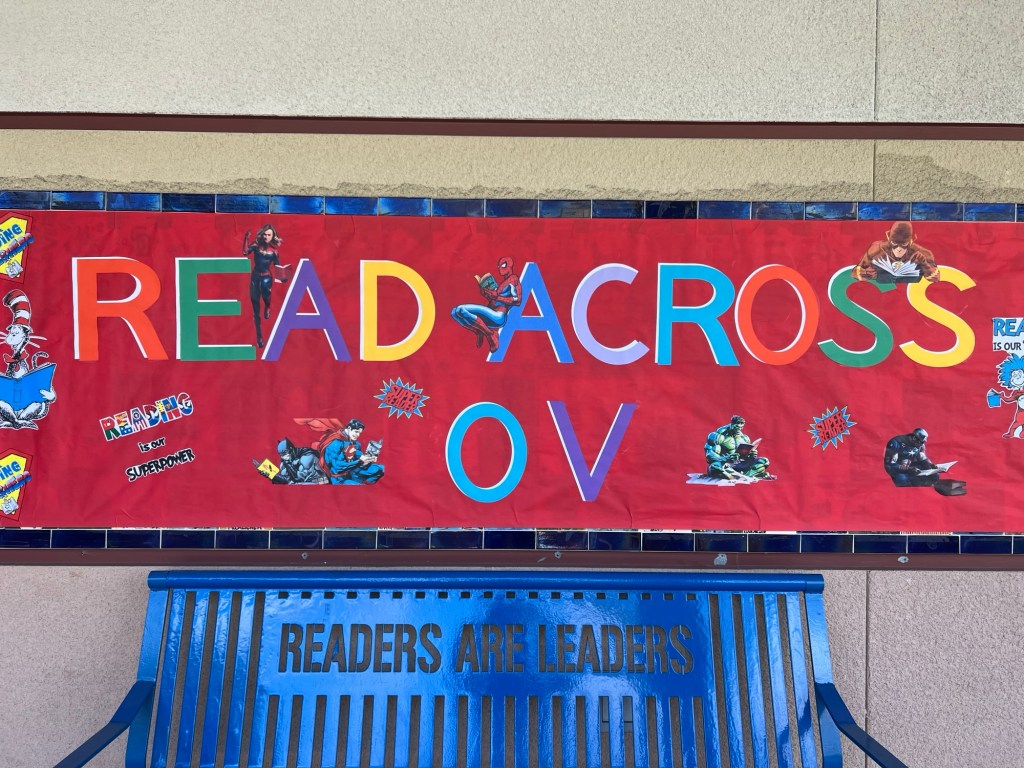 READ ACROSS
OV
READING
is our
SUPERPOWER
READERS ARE LEADERS